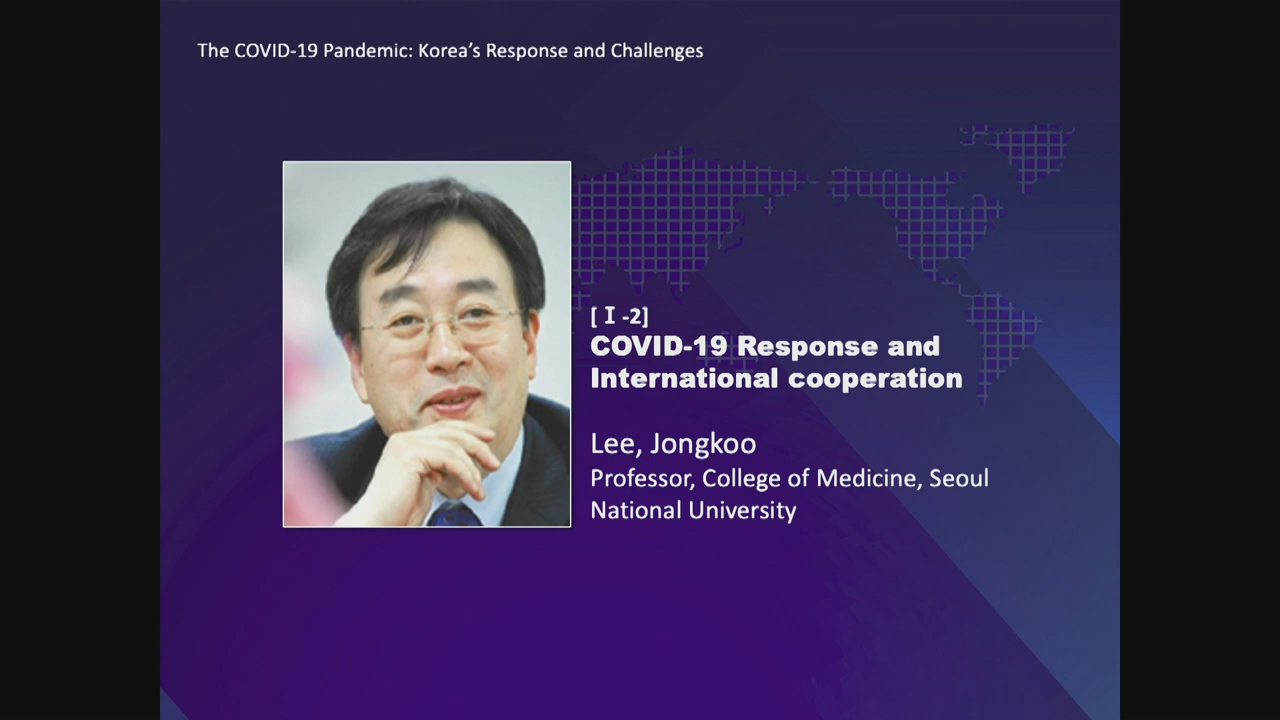 The COVID-19 Pandemic: Korea’s Response and Challenges
[Ⅰ-2]
COVID-19 Response and
International cooperation
Lee, Jongkoo
Professor, College of Medicine, Seoul
National University